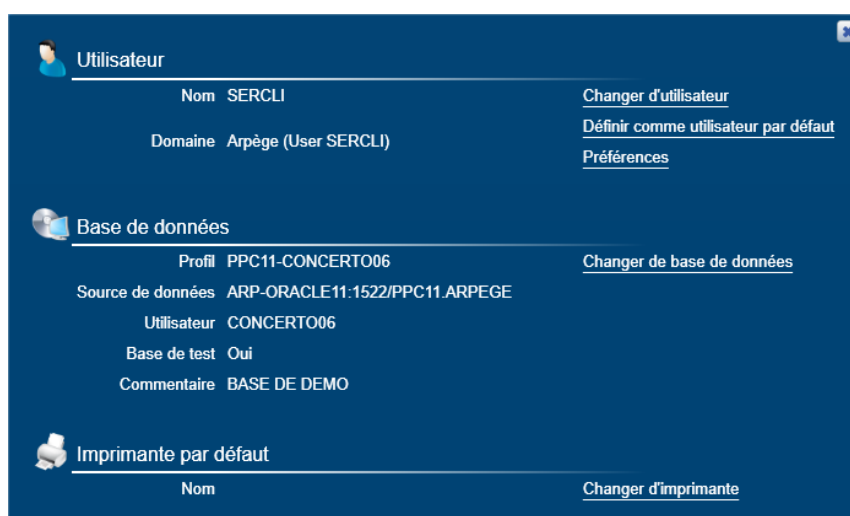 Utilisateur
Nom SERCLI Changer d'utilisateur
Définir comme utilisateur par défaut
Domaine Arpège (User SERCLI)
Préférences
Base de données
Profil PPC11-CONCERTO06 Changer de base de données
Source de données ARP-ORACLE11:1522/PPC11.ARPEGE
Utilisateur CONCERTO06
Base de test Oui
Commentaire BASE DE DEMO
Imprimante par défaut
Nom Changer d'imprimante